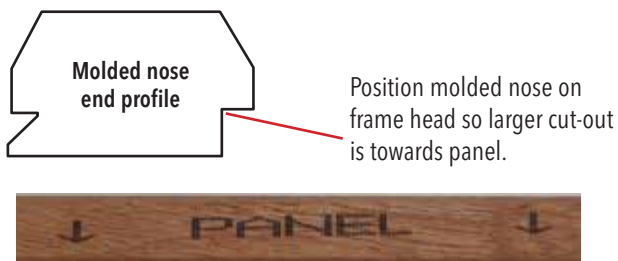 Molded nose
end profile
Position molded nose on
frame head so larger cut-out
is towards panel.
↓ PANEL ↓